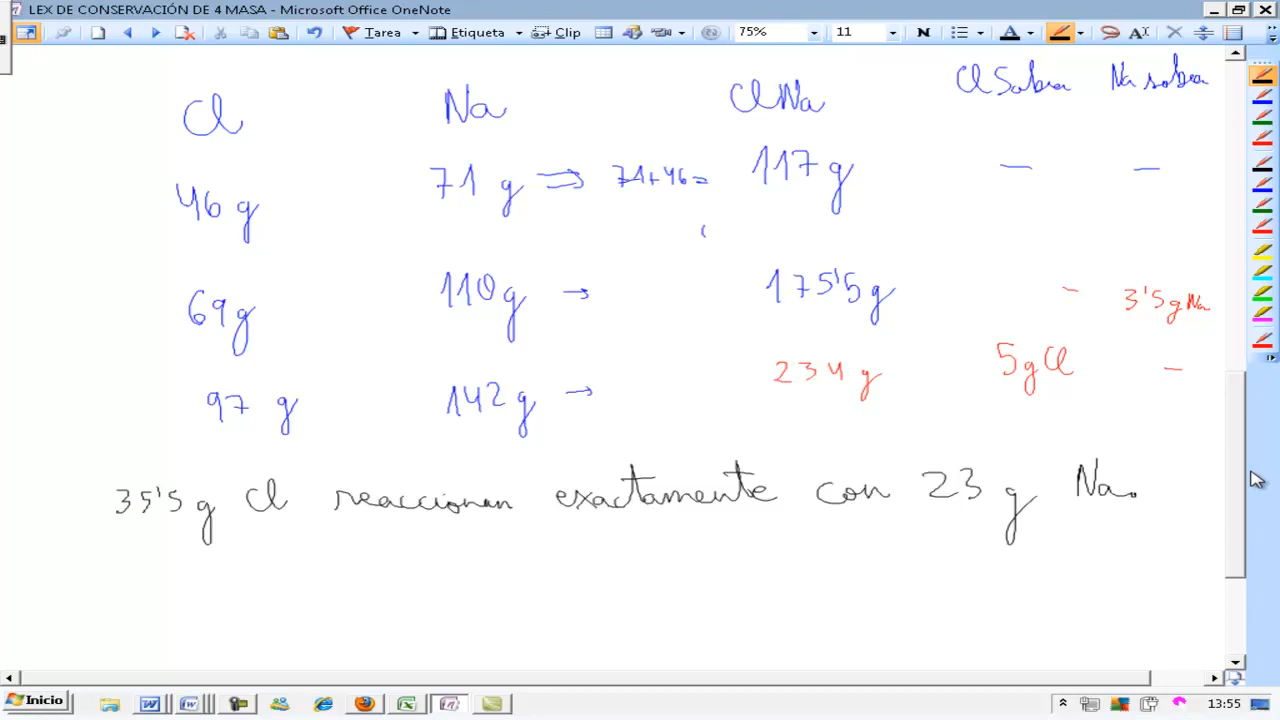 LEX DE CONSERVACIÓN DE 4 MASA - Microsoft Office OneNote
Tarea Etiqueta Clip 75% 11 N A
Cl Na ClNa Cl Sobra Na sobra
46 g 71 g ⇒ 71+46= 117 g — —
69 g 110 g → 175'5 g - 3'5 g Na
97 g 142 g → 234 g 5 g Cl -
35'5 g Cl reaccionan exactamente con 23 g Na.
Inicio 13:55